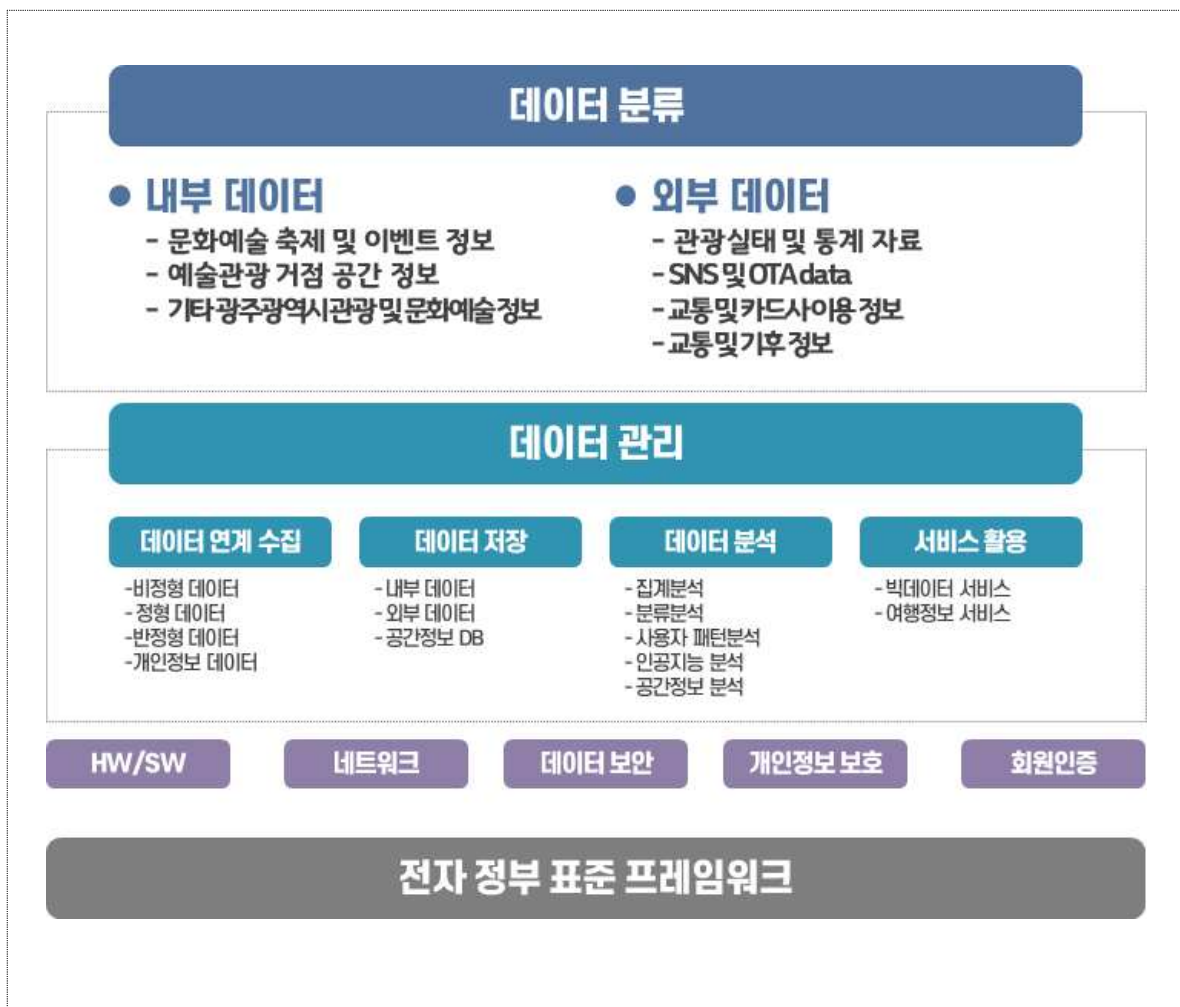 데이터 분류
● 내부 데이터
- 문화예술 축제 및 이벤트 정보
- 예술관광 거점 공간 정보
- 기타 광주광역시 관광 및 문화예술 정보
● 외부 데이터
- 관광실태 및 통계 자료
- SNS 및 OTA data
- 교통 및 카드사 이용 정보
- 교통 및 기후 정보
데이터 관리
데이터 연계 수집
-비정형 데이터
- 정형 데이터
-반정형 데이터
-개인정보 데이터
데이터 저장
- 내부 데이터
- 외부 데이터
- 공간정보 DB
데이터 분석
- 집계분석
- 분류분석
- 사용자 패턴분석
- 인공지능 분석
- 공간정보 분석
서비스 활용
- 빅데이터 서비스
- 여행정보 서비스
HW/SW
네트워크
데이터 보안
개인정보 보호
회원인증
전자 정부 표준 프레임워크